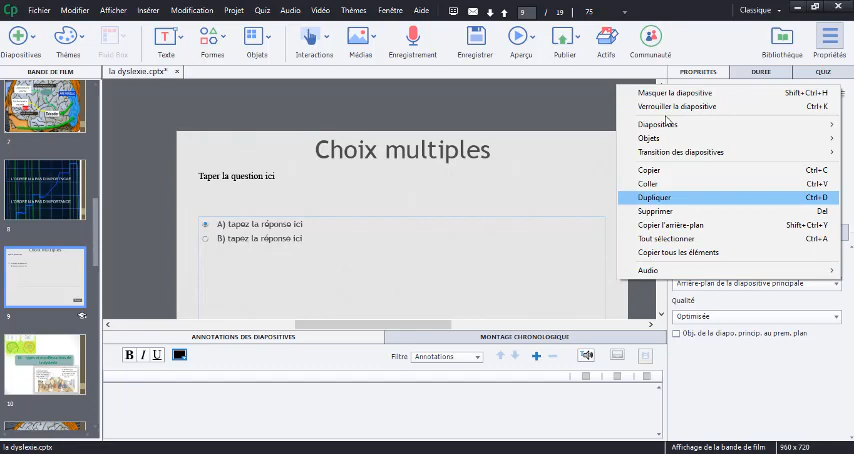 Cp
Fichier Modifier Afficher Insérer Modification Projet Quiz Audio Vidéo Thèmes Fenêtre Aide
9 / 19 75
Classique
Diapositives Thèmes Fluid Box Texte Formes Objets Interactions Médias Enregistrement Enregistrer Aperçu Publier Actifs Communauté Bibliothèque Propriétés
BANDE DE FILM
la dyslexie.cptx*
PROPRIÉTÉS DURÉE QUIZ
Masquer la diapositive Shift+Ctrl+H
Verrouiller la diapositive Ctrl+K
Diapositives
Objets
Transition des diapositives
Copier Ctrl+C
Coller Ctrl+V
Dupliquer Ctrl+D
Supprimer Del
Copier l'arrière-plan Shift+Ctrl+Y
Tout sélectionner Ctrl+A
Copier tous les éléments
Audio
Arrière-plan de la diapositive principale
Qualité
Optimisée
Obj. de la diapo. princip. au prem. plan
7
8
9
10
Choix multiples
Taper la question ici
A) tapez la réponse ici
B) tapez la réponse ici
ANNOTATIONS DES DIAPOSITIVES MONTAGE CHRONOLOGIQUE
B I U
Filtre Annotations
la dyslexie.cptx
Affichage de la bande de film 960 x 720